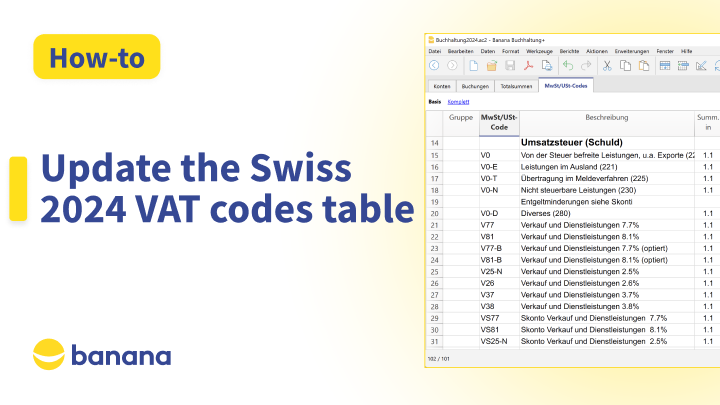 How-to
Update the Swiss
2024 VAT codes table
banana
Buchhaltung2024.ac2 - Banana Buchhaltung+
Datei Bearbeiten Daten Format Werkzeuge Berichte Aktionen Erweiterungen Fenster Hilfe
Konten Buchungen Totalsummen MwSt/USt-Codes
Basis Komplett
Gruppe MwSt/USt-Code Beschreibung Summ. in
14 Umsatzsteuer (Schuld)
15 V0 Von der Steuer befreite Leistungen, u.a. Exporte (22 1.1
16 V0-E Leistungen im Ausland (221) 1.1
17 V0-T Übertragung im Meldeverfahren (225) 1.1
18 V0-N Nicht steuerbare Leistungen (230) 1.1
19 Entgeltminderungen siehe Skonti
20 V0-D Diverses (280) 1.1
21 V77 Verkauf und Dienstleistungen 7.7% 1.1
22 V81 Verkauf und Dienstleistungen 8.1% 1.1
23 V77-B Verkauf und Dienstleistungen 7.7% (optiert) 1.1
24 V81-B Verkauf und Dienstleistungen 8.1% (optiert) 1.1
25 V25-N Verkauf und Dienstleistungen 2.5% 1.1
26 V26 Verkauf und Dienstleistungen 2.6% 1.1
27 V37 Verkauf und Dienstleistungen 3.7% 1.1
28 V38 Verkauf und Dienstleistungen 3.8% 1.1
29 VS77 Skonto Verkauf und Dienstleistungen 7.7% 1.1
30 VS81 Skonto Verkauf und Dienstleistungen 8.1% 1.1
31 VS25-N Skonto Verkauf und Dienstleistungen 2.5% 1.1
102 / 101